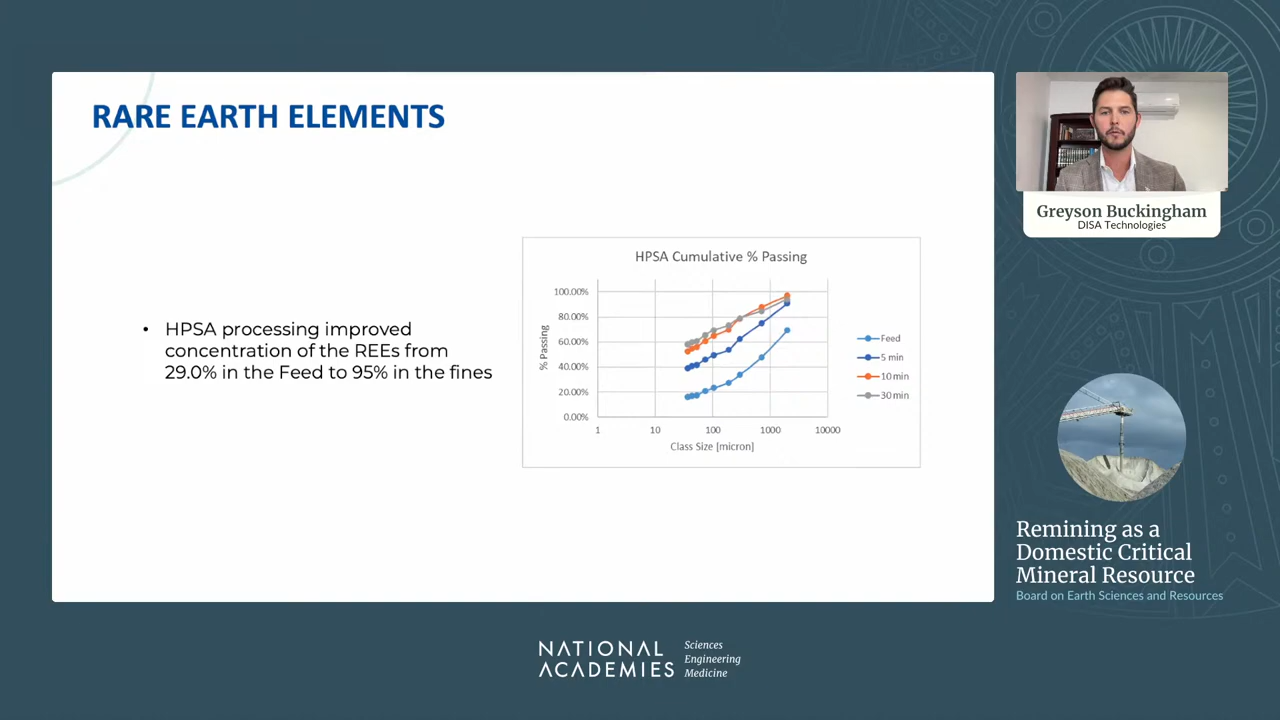 RARE EARTH ELEMENTS
• HPSA processing improved
concentration of the REEs from
29.0% in the Feed to 95% in the fines
HPSA Cumulative % Passing
100.00%
80.00%
60.00%
40.00%
20.00%
0.00%
% Passing
1 10 100 1000 10000
Class Size [micron]
Feed
5 min
10 min
30 min
Greyson Buckingham
DISA Technologies
Remining as a
Domestic Critical
Mineral Resource
Board on Earth Sciences and Resources
NATIONAL
ACADEMIES
Sciences
Engineering
Medicine